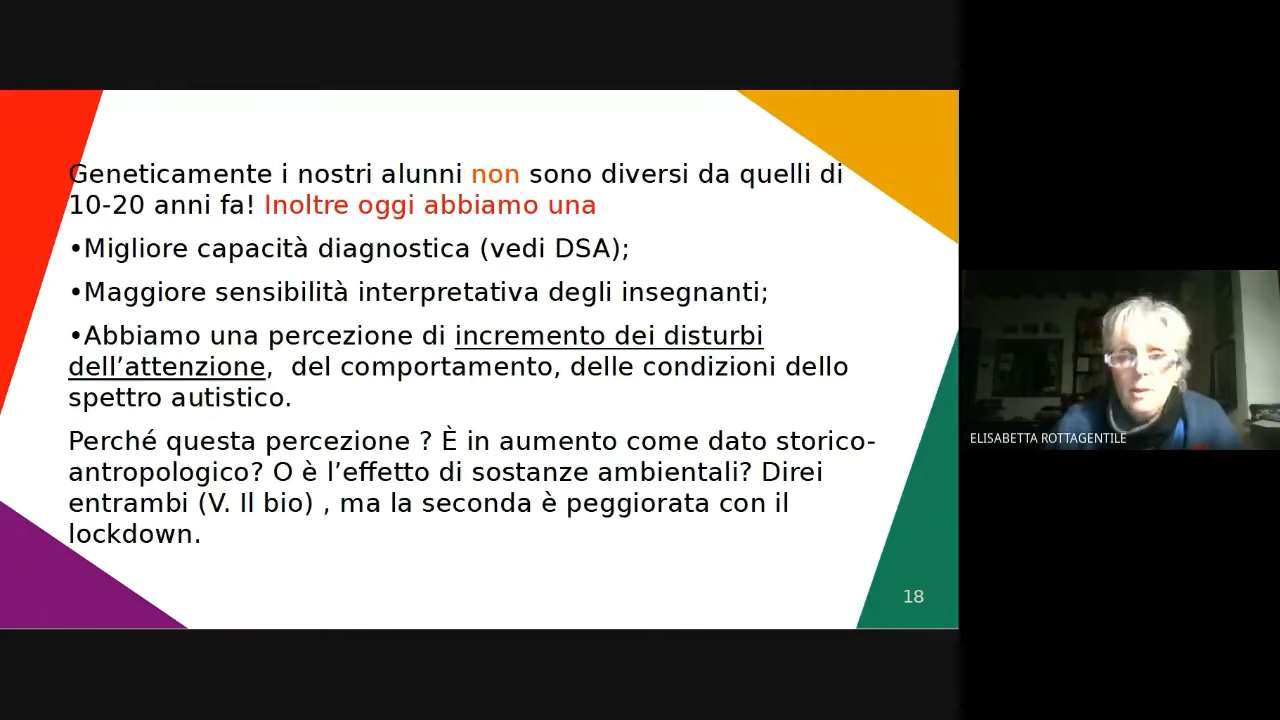 Geneticamente i nostri alunni non sono diversi da quelli di
10-20 anni fa! Inoltre oggi abbiamo una
•Migliore capacità diagnostica (vedi DSA);
•Maggiore sensibilità interpretativa degli insegnanti;
•Abbiamo una percezione di incremento dei disturbi
dell’attenzione,  del comportamento, delle condizioni dello
spettro autistico.
Perché questa percezione ? È in aumento come dato storico-
antropologico? O è l’effetto di sostanze ambientali? Direi
entrambi (V. Il bio) , ma la seconda è peggiorata con il
lockdown.
18
ELISABETTA ROTTAGENTILE